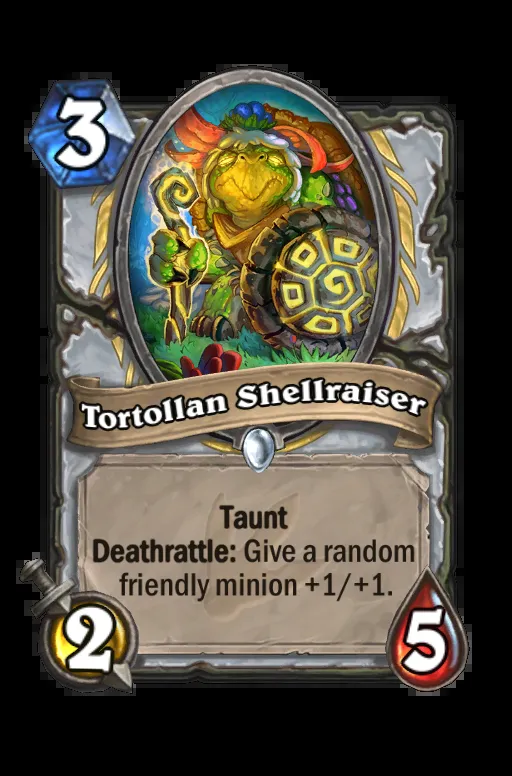 3
Tortollan Shellraiser
Taunt
Deathrattle: Give a random
friendly minion +1/+1.
2
5